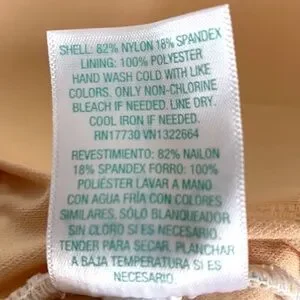 SHELL: 82% NYLON 18% SPANDEX
LINING: 100% POLYESTER
HAND WASH COLD WITH LIKE
COLORS. ONLY NON-CHLORINE
BLEACH IF NEEDED. LINE DRY.
COOL IRON IF NEEDED.
RN17730 VN1322664
REVESTIMIENTO: 82% NAILON
18% SPANDEX FORRO: 100%
POLIÉSTER LAVAR A MANO
CON AGUA FRÍA CON COLORES
SIMILARES. SÓLO BLANQUEADOR
SIN CLORO SI ES NECESARIO.
TENDER PARA SECAR. PLANCHAR
A BAJA TEMPERATURA SI ES
NECESARIO.